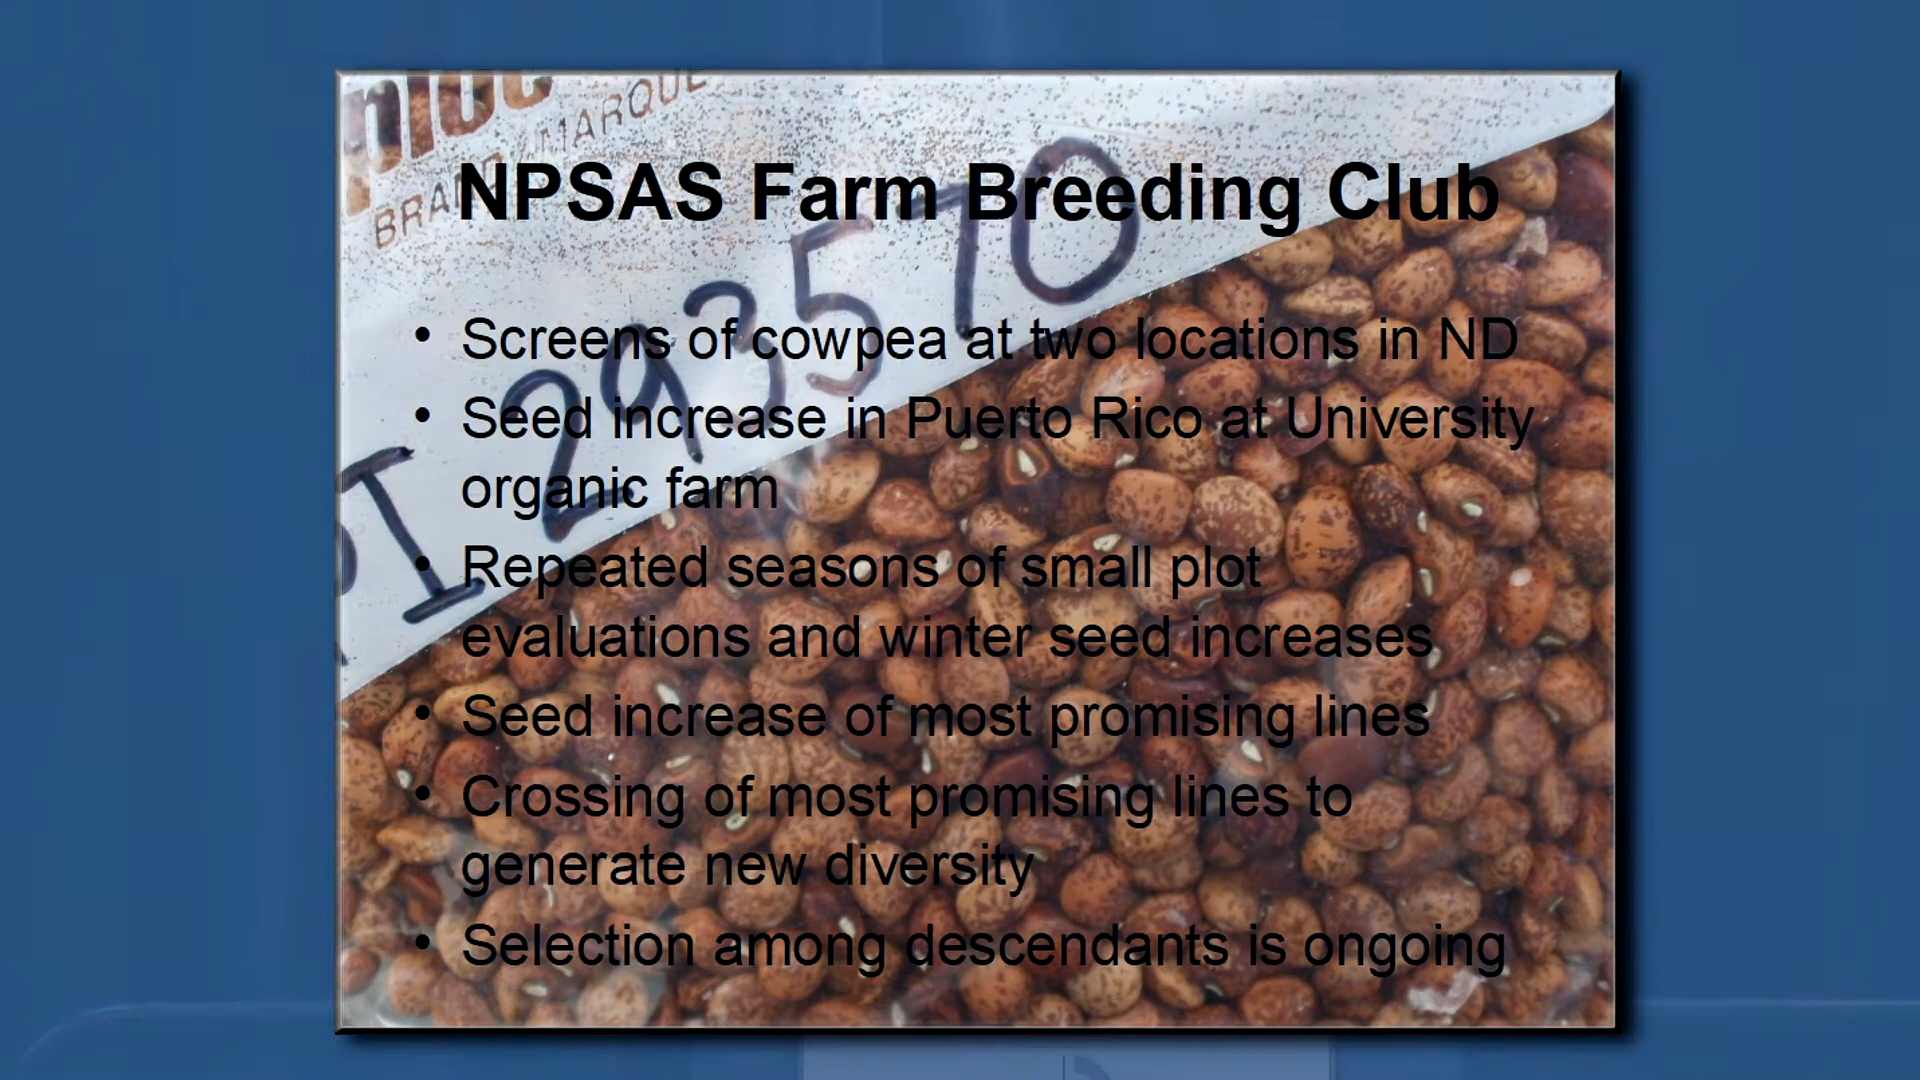 BRAND / MARQUE
NPSAS Farm Breeding Club
PI 293570
• Screens of cowpea at two locations in ND
• Seed increase in Puerto Rico at University
organic farm
• Repeated seasons of small plot
evaluations and winter seed increases
• Seed increase of most promising lines
• Crossing of most promising lines to
generate new diversity
• Selection among descendants is ongoing